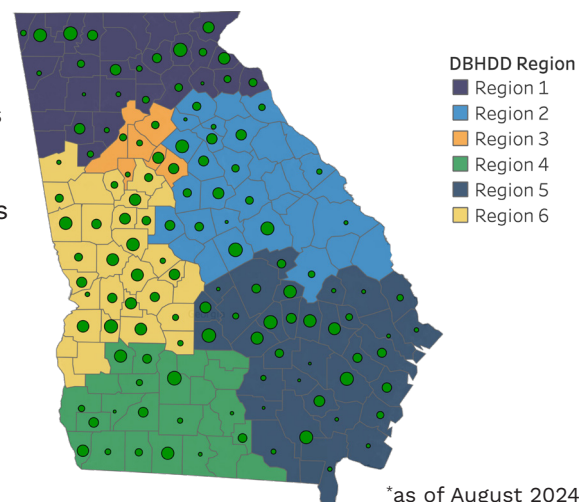 s
s
DBHDD Region
Region 1
Region 2
Region 3
Region 4
Region 5
Region 6
*as of August 2024